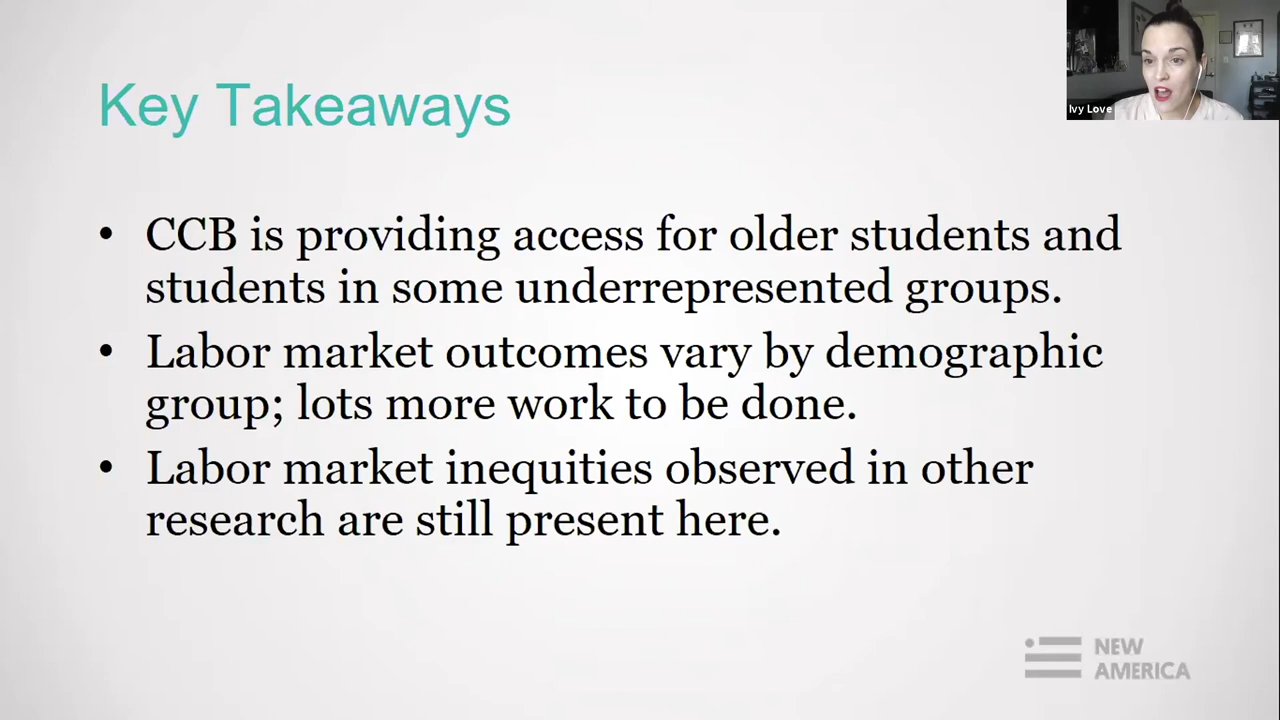 Ivy Love
Key Takeaways
• CCB is providing access for older students and
students in some underrepresented groups.
• Labor market outcomes vary by demographic
group; lots more work to be done.
• Labor market inequities observed in other
research are still present here.
NEW
AMERICA